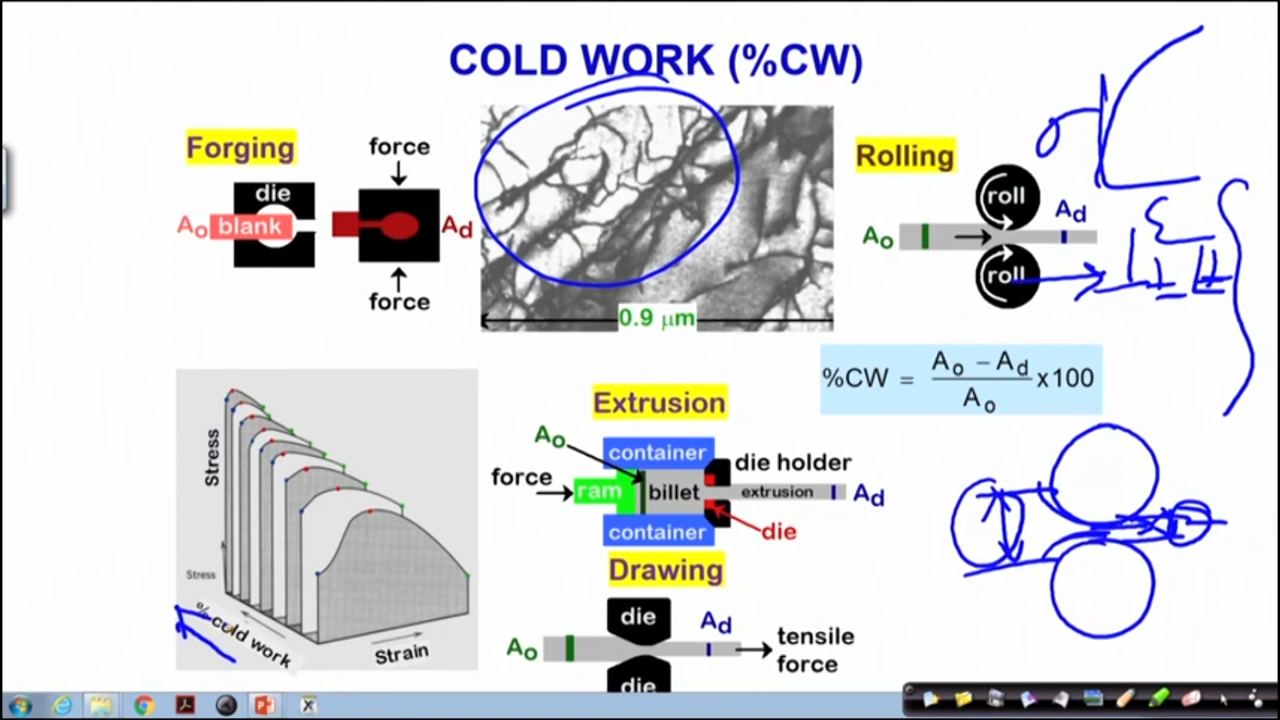 COLD WORK (%CW)
Forging
force
die
Ao blank
Ad
force
0.9 μm
Rolling
roll
Ao
Ad
roll
σ
ε
%CW = Ao − Ad / Ao x100
Stress
Stress
% cold work
Strain
Extrusion
Ao
container
die holder
force
ram
billet
extrusion
Ad
container
die
Drawing
die
Ad
Ao
tensile
force
die